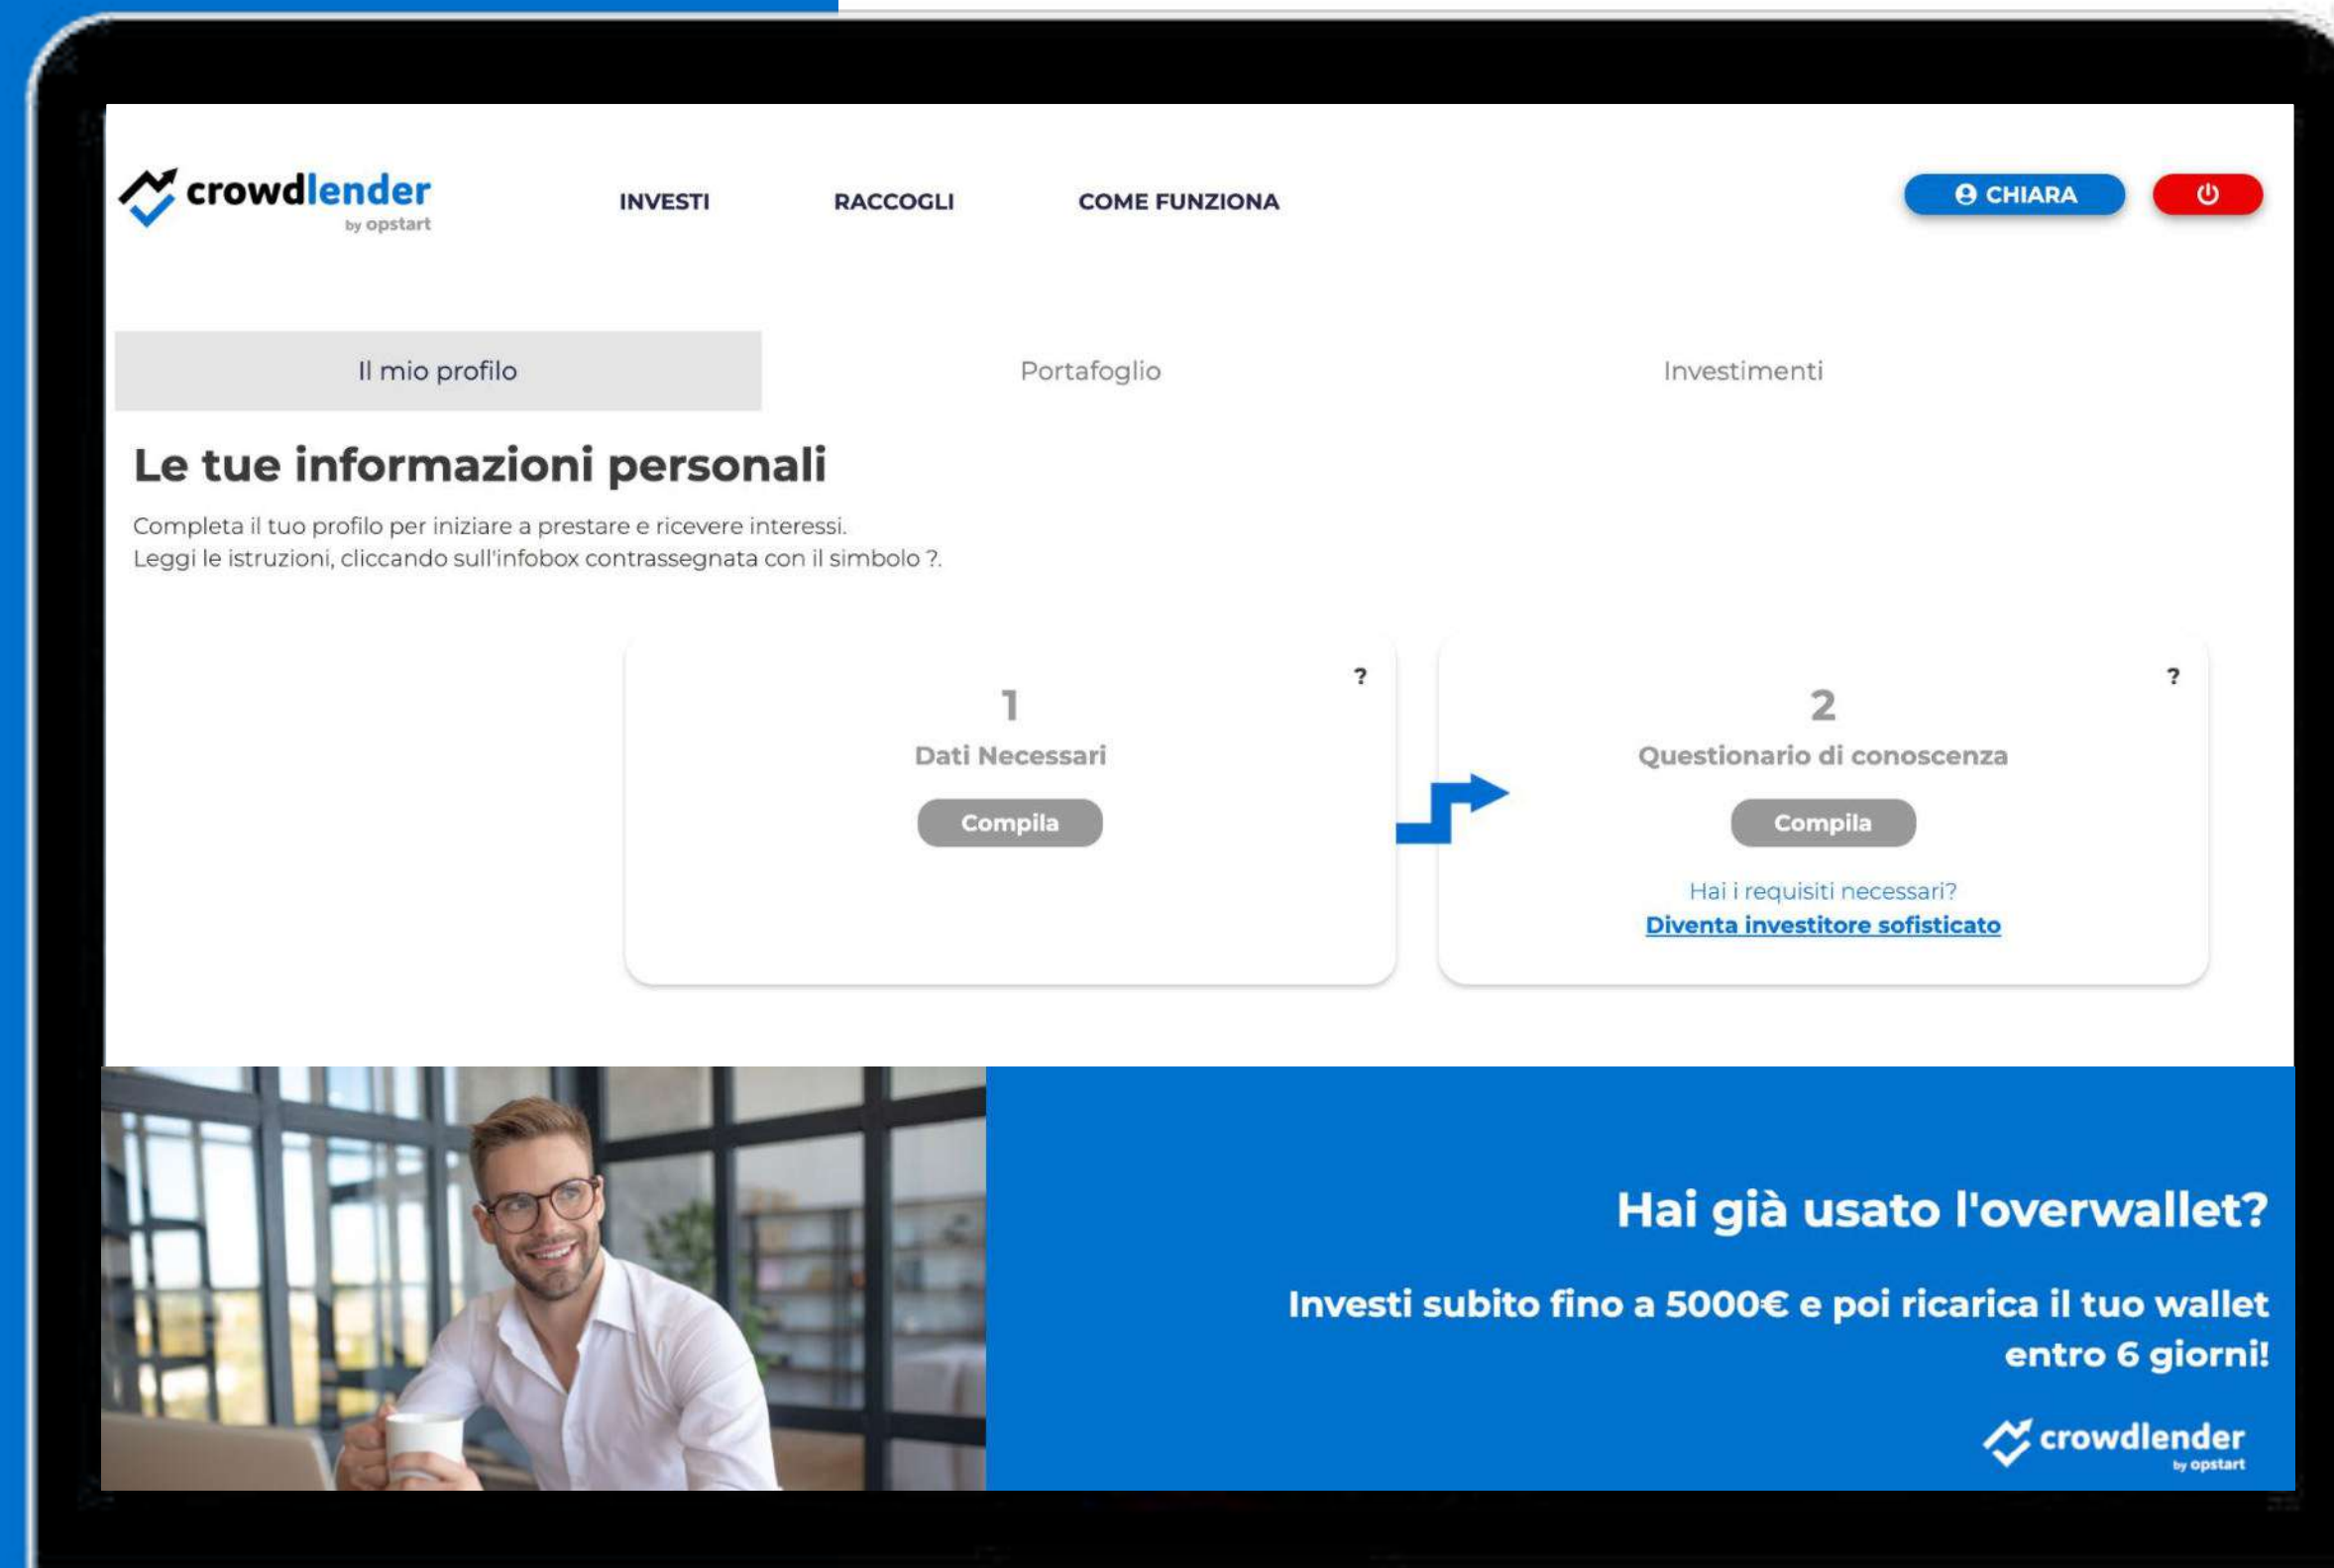 crowdlender
by opstart
INVESTI
RACCOGLI
COME FUNZIONA
CHIARA
Il mio profilo
Portafoglio
Investimenti
Le tue informazioni personali
Completa il tuo profilo per iniziare a prestare e ricevere interessi.
Leggi le istruzioni, cliccando sull'infobox contrassegnata con il simbolo ?.
?
1
Dati Necessari
Compila
?
2
Questionario di conoscenza
Compila
Hai i requisiti necessari?
Diventa investitore sofisticato
Hai già usato l'overwallet?
Investi subito fino a 5000€ e poi ricarica il tuo wallet
entro 6 giorni!
crowdlender
by opstart